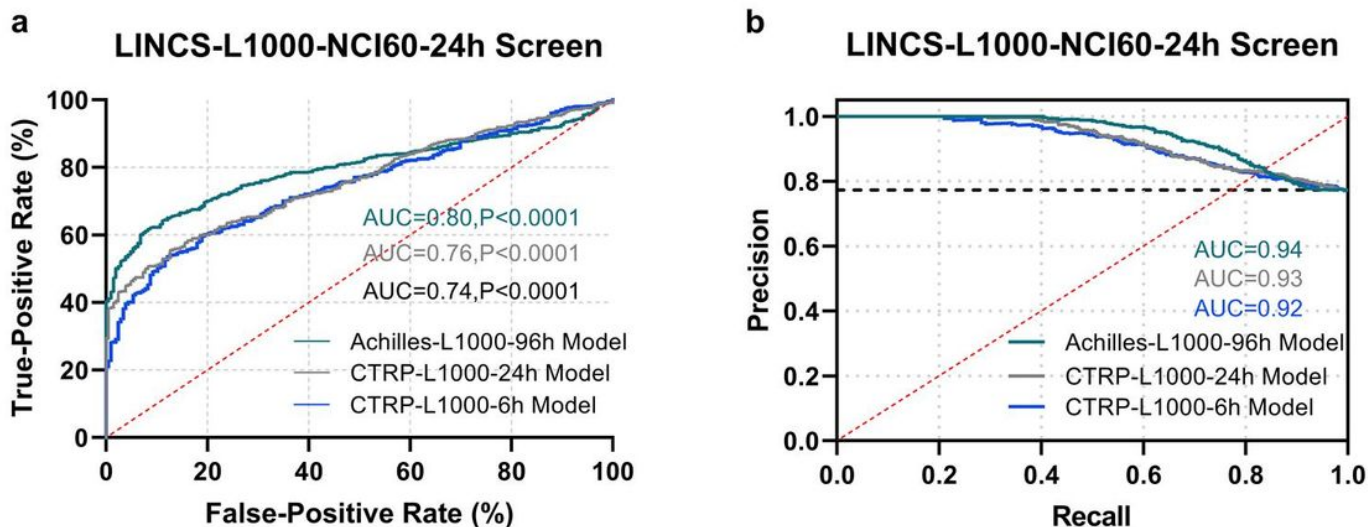 a
LINCS-L1000-NCI60-24h Screen
True-Positive Rate (%)
100
80
60
40
20
0
AUC=0.80,P<0.0001
AUC=0.76,P<0.0001
AUC=0.74,P<0.0001
Achilles-L1000-96h Model
CTRP-L1000-24h Model
CTRP-L1000-6h Model
0 20 40 60 80 100
False-Positive Rate (%)
b
LINCS-L1000-NCI60-24h Screen
Precision
1.0
0.8
0.6
0.4
0.2
0.0
AUC=0.94
AUC=0.93
AUC=0.92
Achilles-L1000-96h Model
CTRP-L1000-24h Model
CTRP-L1000-6h Model
0.0 0.2 0.4 0.6 0.8 1.0
Recall